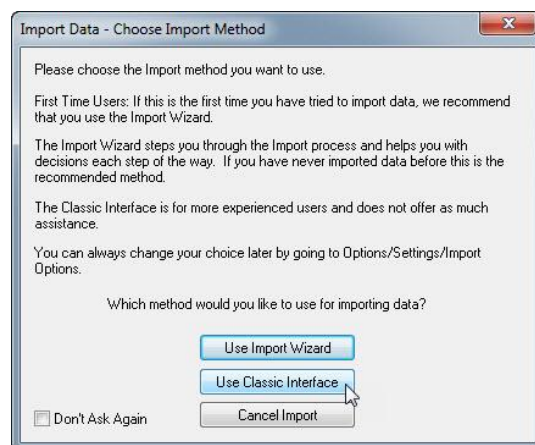 Import Data - Choose Import Method
Please choose the Import method you want to use.
First Time Users: If this is the first time you have tried to import data, we recommend
that you use the Import Wizard.
The Import Wizard steps you through the Import process and helps you with
decisions each step of the way.  If you have never imported data before this is the
recommended method.
The Classic Interface is for more experienced users and does not offer as much
assistance.
You can always change your choice later by going to Options/Settings/Import
Options.
Which method would you like to use for importing data?
Use Import Wizard
Use Classic Interface
Don't Ask Again
Cancel Import